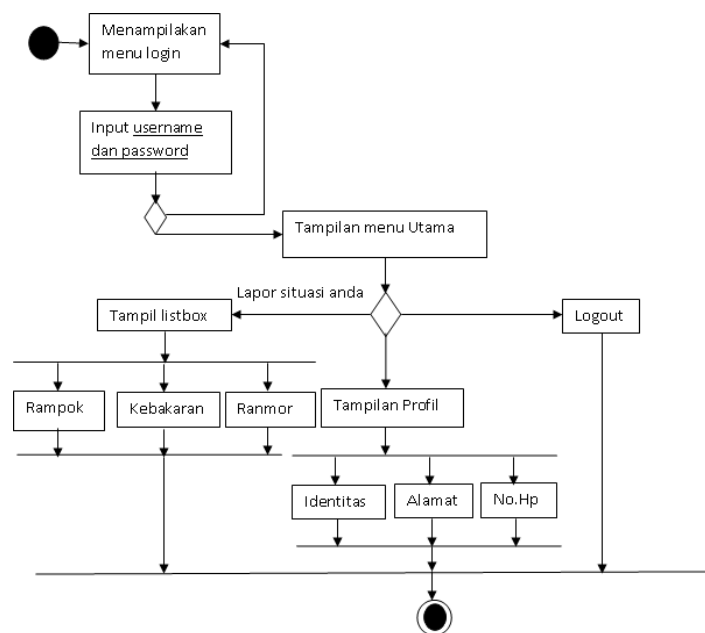 Menampilakan
menu login
Input username
dan password
Tampilan menu Utama
Lapor situasi anda
Tampil listbox
Logout
Rampok
Kebakaran
Ranmor
Tampilan Profil
Identitas
Alamat
No.Hp